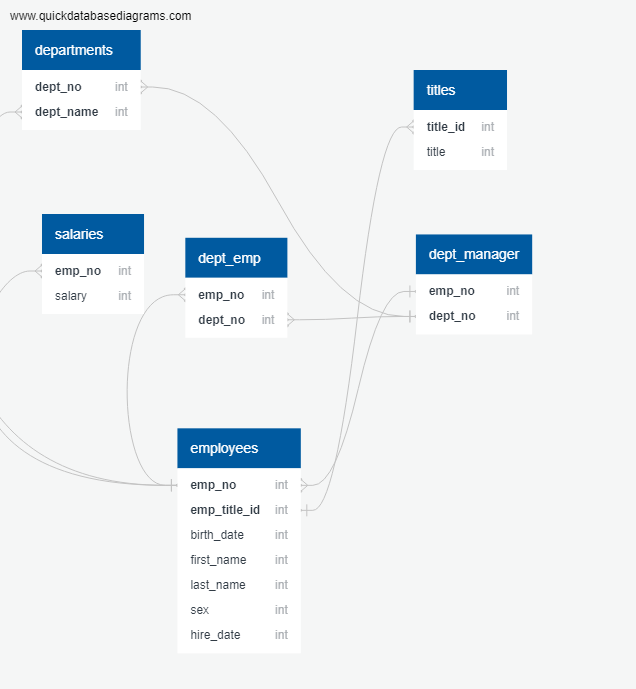 www.quickdatabasediagrams.com
departments
dept_no int
dept_name int
titles
title_id int
title int
salaries
emp_no int
salary int
dept_emp
emp_no int
dept_no int
dept_manager
emp_no int
dept_no int
employees
emp_no int
emp_title_id int
birth_date int
first_name int
last_name int
sex int
hire_date int